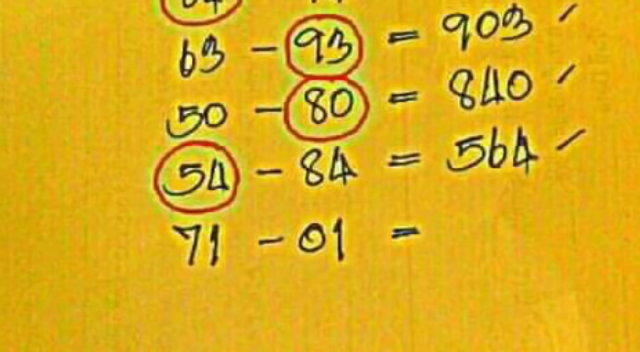 63 - 93 = 903 /
50 - 80 = 840 /
54 - 84 = 564 /
71 - 01 =